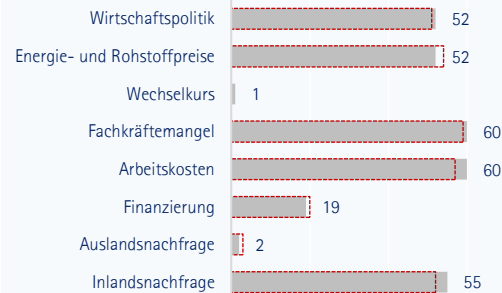 Wirtschaftspolitik 52
Energie- und Rohstoffpreise 52
Wechselkurs 1
Fachkräftemangel 60
Arbeitskosten 60
Finanzierung 19
Auslandsnachfrage 2
Inlandsnachfrage 55